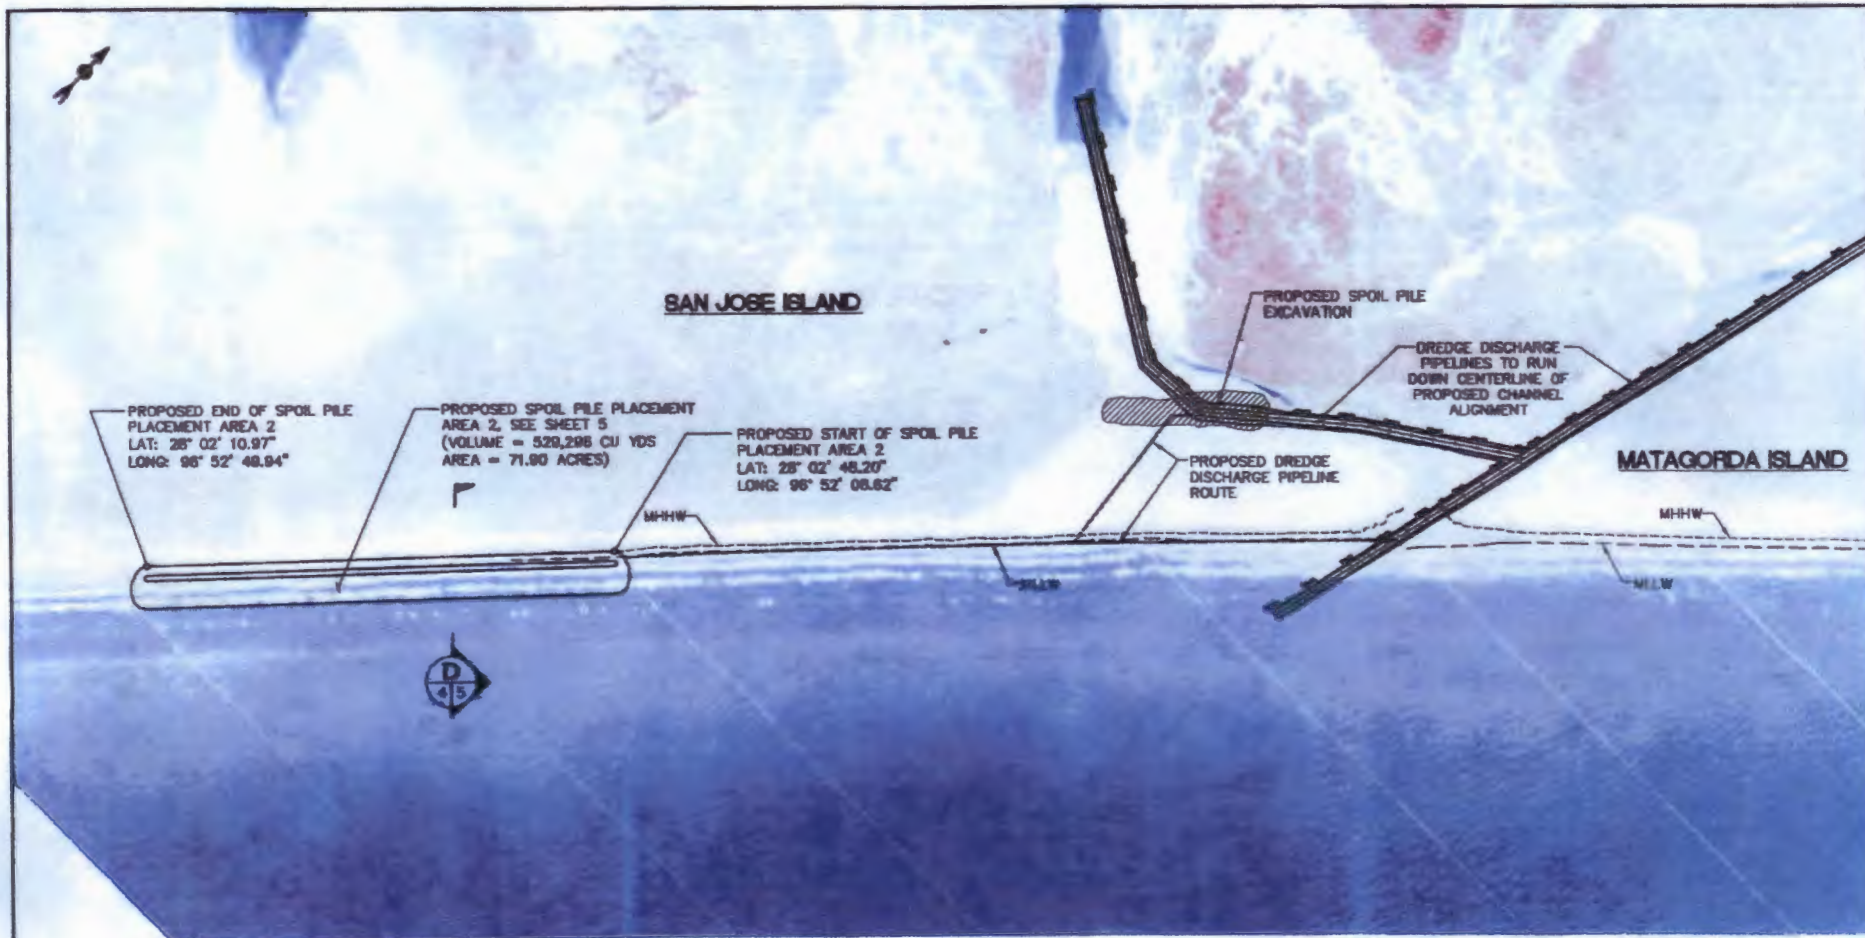 SAN JOSE ISLAND
PROPOSED SPOIL PILE
EXCAVATION
DREDGE DISCHARGE
PIPELINES TO RUN
DOWN CENTERLINE OF
PROPOSED CHANNEL
ALIGNMENT
PROPOSED END OF SPOIL PILE
PLACEMENT AREA 2
LAT: 28° 02' 10.97"
LONG: 96° 52' 49.94"
PROPOSED SPOIL PILE PLACEMENT
AREA 2, SEE SHEET 5
(VOLUME = 529,296 CU YDS
AREA = 71.90 ACRES)
PROPOSED START OF SPOIL PILE
PLACEMENT AREA 2
LAT: 28° 02' 48.20"
LONG: 96° 52' 08.62"
PROPOSED DREDGE
DISCHARGE PIPELINE
ROUTE
MATAGORDA ISLAND
MHHW
MHHW
MLLW
MLLW
D
4 5